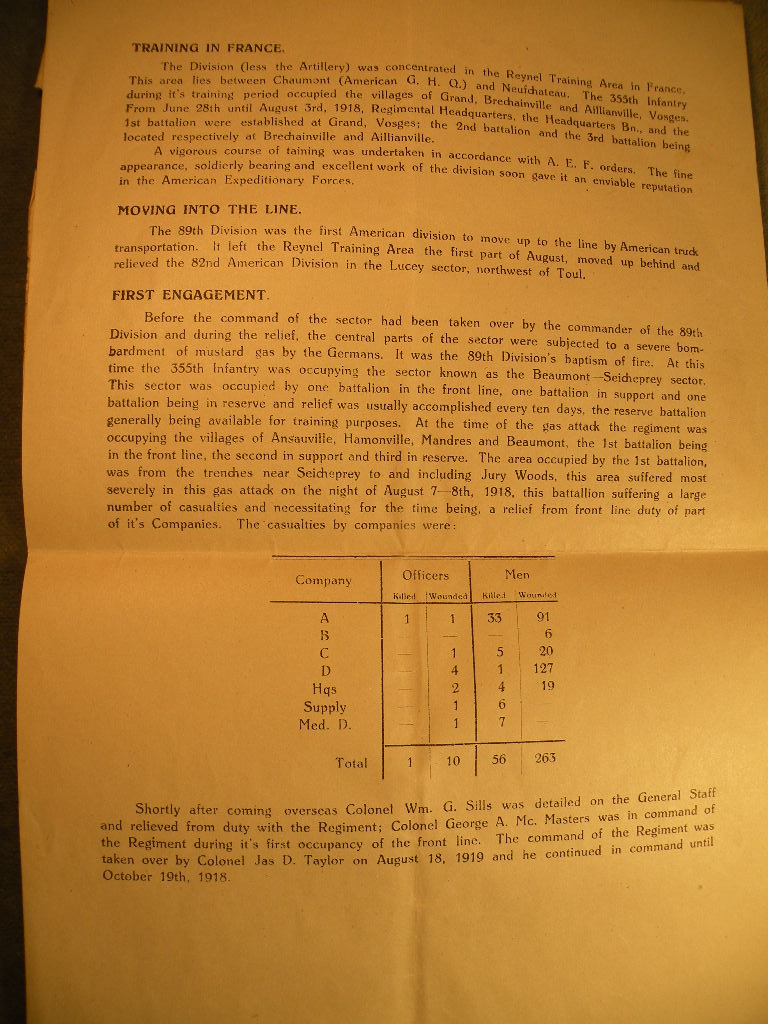 TRAINING IN FRANCE.
The Division (less the Artillery) was concentrated in the Reynel Training Area in France.
This area lies between Chaumont (American G. H. Q.) and Neufchateau. The 355th Infantry
during it's training period occupied the villages of Grand, Brechainville and Aillianville, Vosges.
From June 28th until August 3rd, 1918, Regimental Headquarters, the Headquarters Bn., and the
1st battalion were established at Grand, Vosges; the 2nd battalion and the 3rd battalion being
located respectively at Brechainville and Aillianville.
A vigorous course of taining was undertaken in accordance with A. E. F. orders. The fine
appearance, soldierly bearing and excellent work of the division soon gave it an enviable reputation
in the American Expeditionary Forces.
MOVING INTO THE LINE.
The 89th Division was the first American division to move up to the line by American truck
transportation. It left the Reynel Training Area the first part of August, moved up behind and
relieved the 82nd American Division in the Lucey sector, northwest of Toul.
FIRST ENGAGEMENT.
Before the command of the sector had been taken over by the commander of the 89th
Division and during the relief, the central parts of the sector were subjected to a severe bom-
bardment of mustard gas by the Germans. It was the 89th Division's baptism of fire. At this
time the 355th Infantry was occupying the sector known as the Beaumont—Seicheprey sector.
This sector was occupied by one battalion in the front line, one battalion in support and one
battalion being in reserve and relief was usually accomplished every ten days, the reserve battalion
generally being available for training purposes. At the time of the gas attack the regiment was
occupying the villages of Ansauville, Hamonville, Mandres and Beaumont, the 1st battalion being
in the front line, the second in support and third in reserve. The area occupied by the 1st battalion,
was from the trenches near Seicheprey to and including Jury Woods, this area suffered most
severely in this gas attack on the night of August 7—8th, 1918, this battallion suffering a large
number of casualties and necessitating for the time being, a relief from front line duty of part
of it's Companies. The casualties by companies were:
Company Officers Men
Killed Wounded Killed Wounded
A 1 1 33 91
B — — — 6
C — 1 5 20
D — 4 1 127
Hqs — 2 4 19
Supply — 1 6
Med. D. — 1 7 —
Total 1 10 56 263
Shortly after coming overseas Colonel Wm. G. Sills was detailed on the General Staff
and relieved from duty with the Regiment; Colonel George A. Mc. Masters was in command of
the Regiment during it's first occupancy of the front line. The command of the Regiment was
taken over by Colonel Jas D. Taylor on August 18, 1919 and he continued in command until
October 19th, 1918.